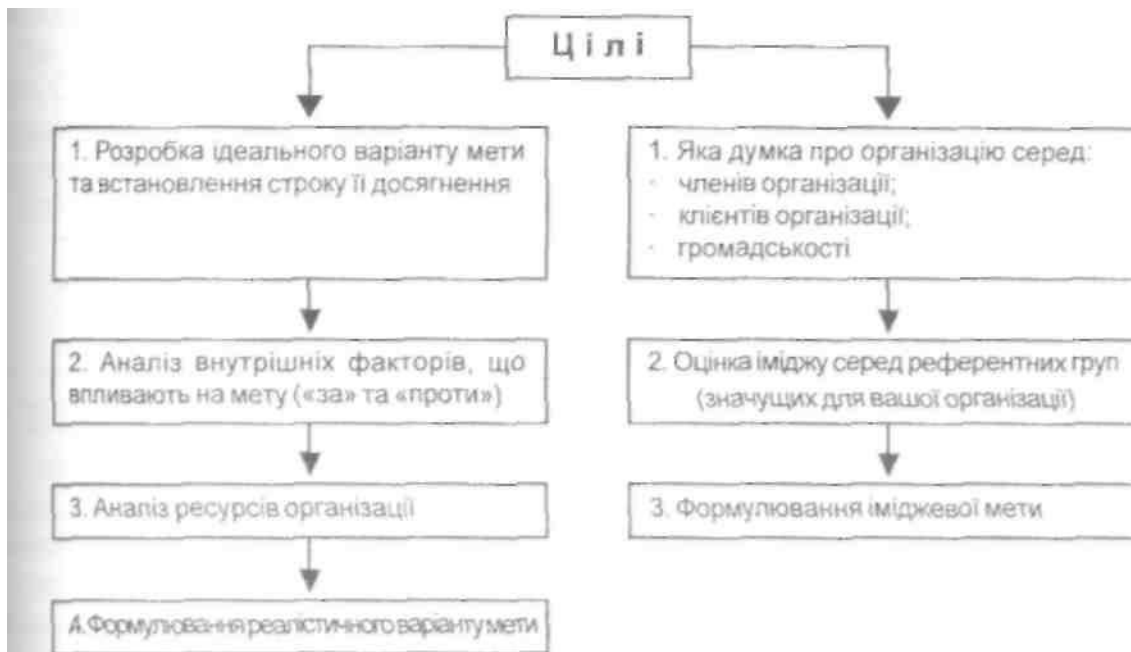 Цілі
1. Розробка ідеального варіанту мети
та встановлення строку її досягнення
1. Яка думка про організацію серед:
· членів організації;
· клієнтів організації;
· громадськості
2. Аналіз внутрішніх факторів, що
впливають на мету («за» та «проти»)
2. Оцінка іміджу серед референтних груп
(значущих для вашої організації)
3. Аналіз ресурсів організації
3. Формулювання іміджевої мети
4. Формулювання реалістичного варіанту мети